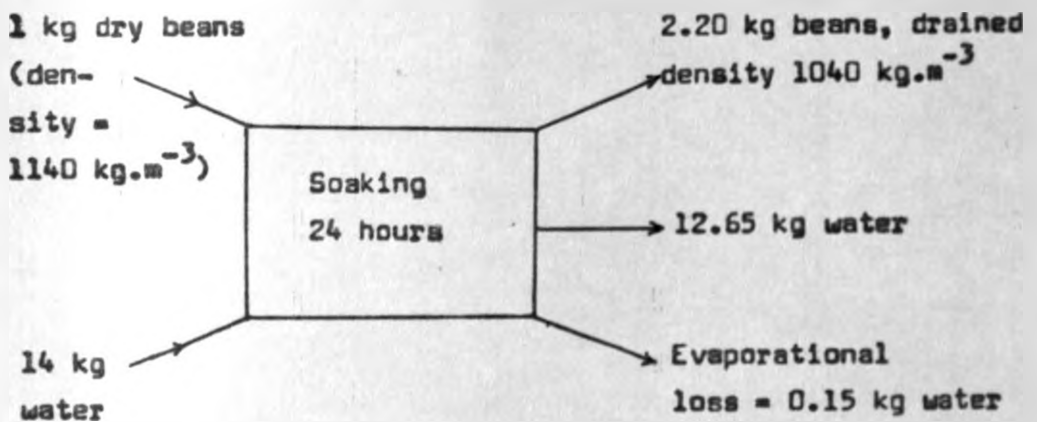 1 kg dry beans
(den-
sity =
1140 kg.m⁻³)
14 kg
water
Soaking
24 hours
2.20 kg beans, drained
density 1040 kg.m⁻³
12.65 kg water
Evaporational
loss = 0.15 kg water